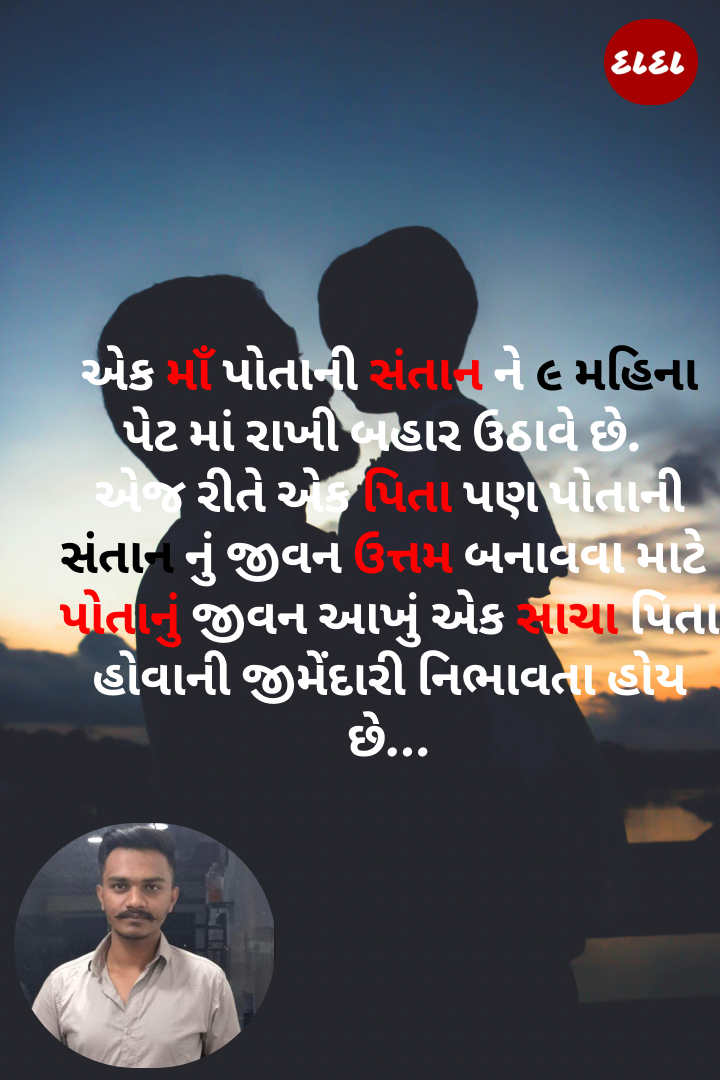 દાદા
એક માઁ પોતાની સંતાન ને ૯ મહિના
પેટ માં રાખી બહાર ઉઠાવે છે.
એજ રીતે એક પિતા પણ પોતાની
સંતાન નું જીવન ઉત્તમ બનાવવા માટે
પોતાનું જીવન આખું એક સાચા પિતા
હોવાની જીમેંદારી નિભાવતા હોય
છે...